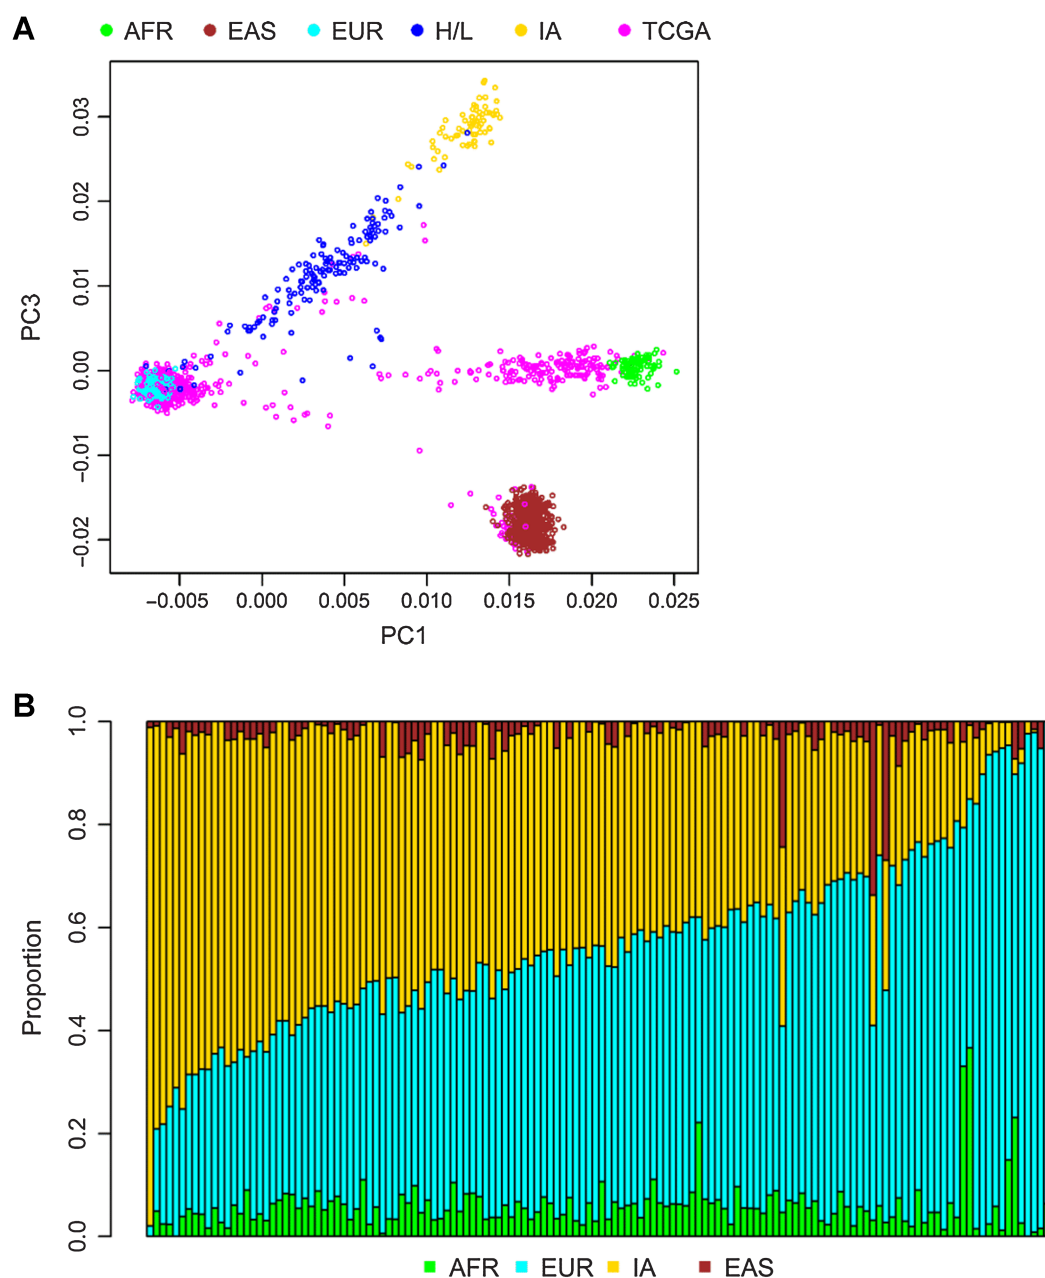 A
AFR EAS EUR H/L IA TCGA
PC3
0.03
0.02
0.01
0.00
−0.01
−0.02
−0.005 0.000 0.005 0.010 0.015 0.020 0.025
PC1
B
Proportion
1.0
0.8
0.6
0.4
0.2
0.0
AFR EUR IA EAS